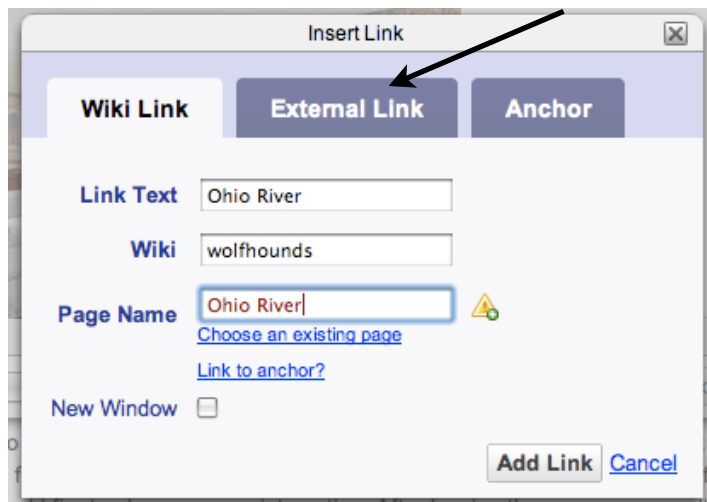 Insert Link
Wiki Link External Link Anchor
Link Text Ohio River
Wiki wolfhounds
Page Name Ohio River
Choose an existing page
Link to anchor?
New Window
Add Link Cancel